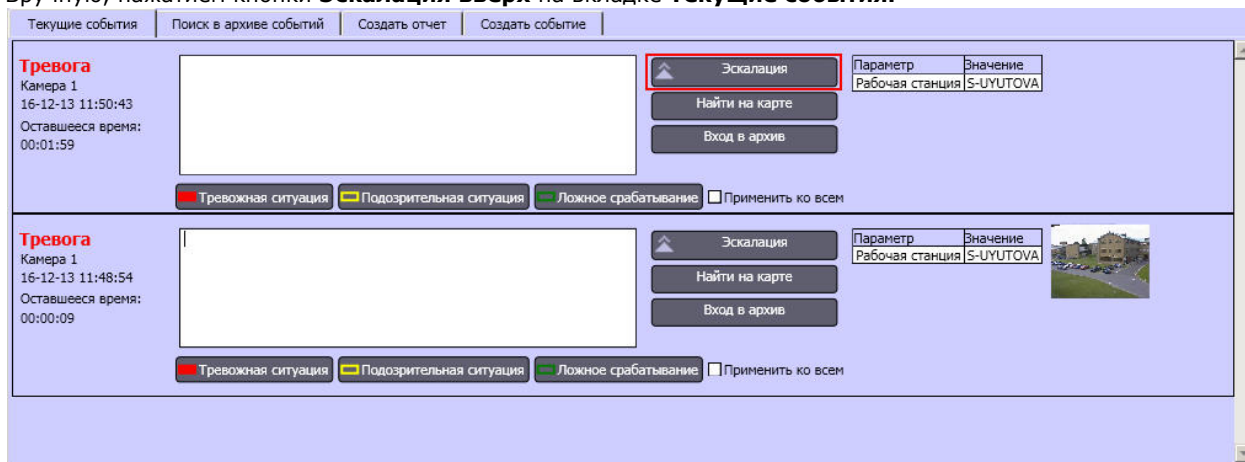 Вручную, нажатием кнопки Эскалация вверх на вкладке Текущие события.
Текущие события Поиск в архиве событий Создать отчет Создать событие
Тревога
Камера 1
16-12-13 11:50:43
Оставшееся время:
00:01:59
Эскалация
Найти на карте
Вход в архив
Параметр Значение
Рабочая станция S-UYUTOVA
Тревожная ситуация Подозрительная ситуация Ложное срабатывание Применить ко всем
Тревога
Камера 1
16-12-13 11:48:54
Оставшееся время:
00:00:09
Эскалация
Найти на карте
Вход в архив
Параметр Значение
Рабочая станция S-UYUTOVA
Тревожная ситуация Подозрительная ситуация Ложное срабатывание Применить ко всем